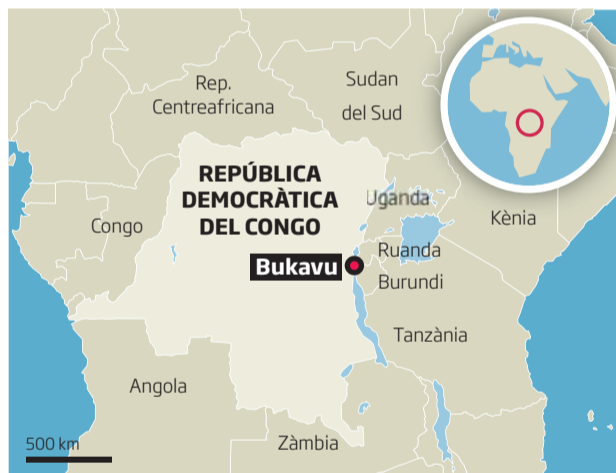 Rep.
Centreafricana
Sudan
del Sud
REPÚBLICA
DEMOCRÀTICA
DEL CONGO
Uganda
Kènia
Congo
Ruanda
Bukavu
Burundi
Tanzània
Angola
500 km
Zàmbia